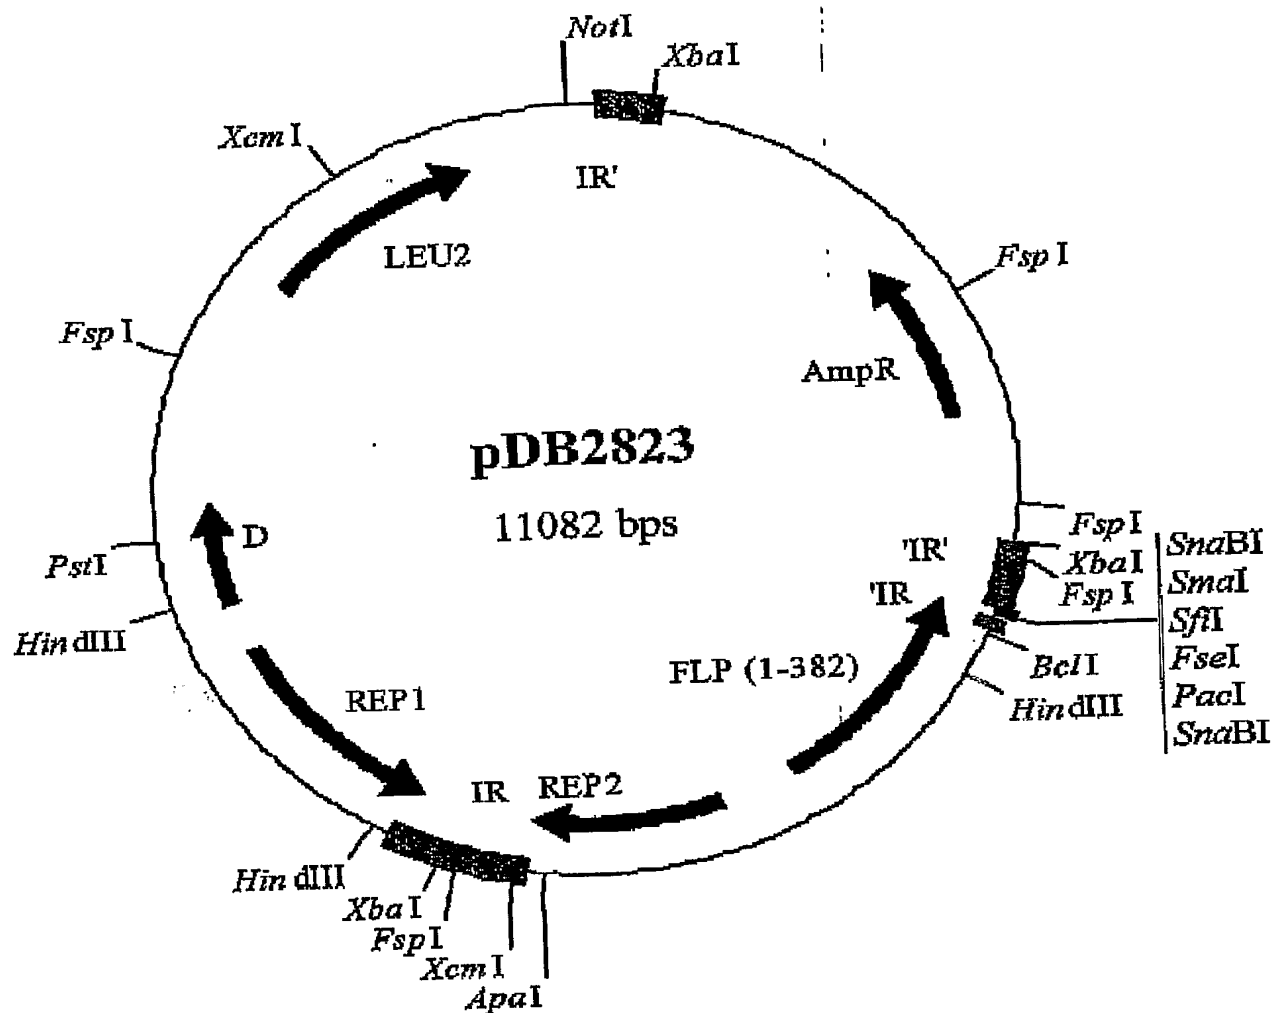 NotI
XbaI
XcmI
IR'
LEU2
FspI
FspI
AmpR
pDB2823
11082 bps
D
PstI
HindIII
FspI
'IR'
XbaI
'IR
FspI
SnaBI
SmaI
SfiI
FseI
PacI
SnaBI
BclI
HindIII
FLP (1-382)
REP1
IR
REP2
HindIII
XbaI
FspI
XcmI
ApaI